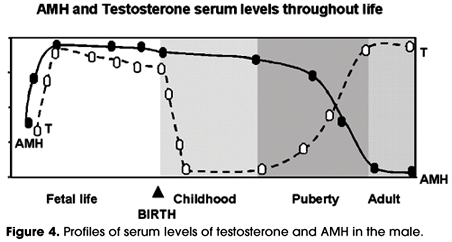 AMH and Testosterone serum levels throughout life
T
T
AMH
AMH
Fetal life
Childhood
Puberty
Adult
BIRTH
Figure 4. Profiles of serum levels of testosterone and AMH in the male.